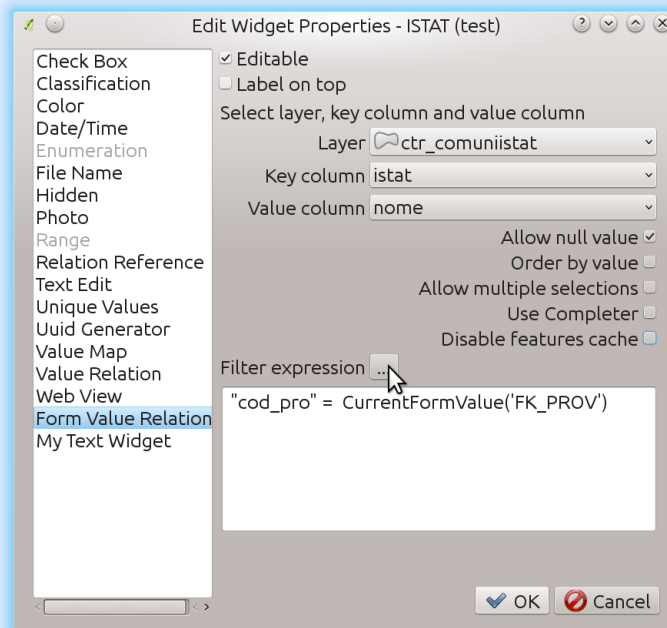 Edit Widget Properties - ISTAT (test)
Check Box
Classification
Color
Date/Time
Enumeration
File Name
Hidden
Photo
Range
Relation Reference
Text Edit
Unique Values
Uuid Generator
Value Map
Value Relation
Web View
Form Value Relation
My Text Widget
Editable
Label on top
Select layer, key column and value column
Layer ctr_comuniistat
Key column istat
Value column nome
Allow null value
Order by value
Allow multiple selections
Use Completer
Disable features cache
Filter expression ...
"cod_pro" = CurrentFormValue('FK_PROV')
OK Cancel